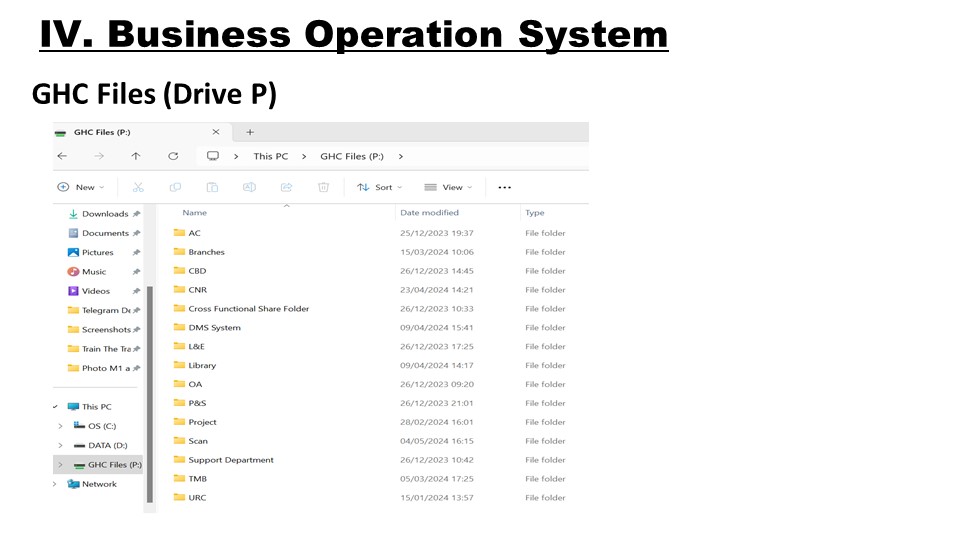 IV. Business Operation System
GHC Files (Drive P)
GHC Files (P:)
This PC > GHC Files (P:) >
New Sort View ...
Name Date modified Type
Downloads
Documents
Pictures
Music
Videos
Telegram De
Screenshots
Train The Tra
Photo M1 a
This PC
OS (C:)
DATA (D:)
GHC Files (P:)
Network
AC 25/12/2023 19:37 File folder
Branches 15/03/2024 10:06 File folder
CBD 26/12/2023 14:45 File folder
CNR 23/04/2024 14:21 File folder
Cross Functional Share Folder 26/12/2023 10:33 File folder
DMS System 09/04/2024 15:41 File folder
L&E 26/12/2023 17:25 File folder
Library 09/04/2024 14:17 File folder
OA 26/12/2023 09:20 File folder
P&S 26/12/2023 21:01 File folder
Project 28/02/2024 16:01 File folder
Scan 04/05/2024 16:15 File folder
Support Department 26/12/2023 10:42 File folder
TMB 05/03/2024 17:25 File folder
URC 15/01/2024 13:57 File folder